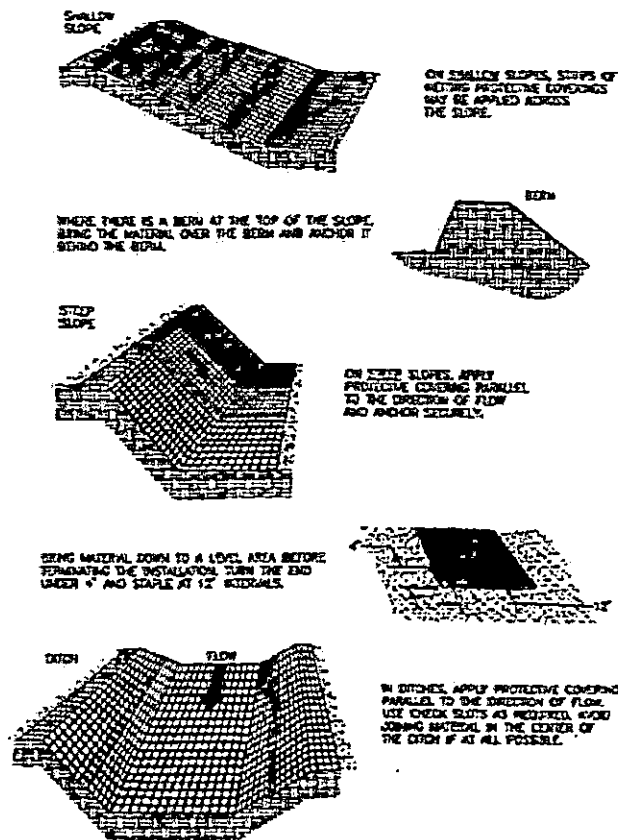 SHALLOW
SLOPE
ON SHALLOW SLOPES, STRIPS OF
NETTING PROTECTIVE COVERINGS
MAY BE APPLIED ACROSS
THE SLOPE.
BERM
WHERE THERE IS A BERM AT THE TOP OF THE SLOPE,
BRING THE MATERIAL OVER THE BERM AND ANCHOR IT
BEHIND THE BERM.
STEEP
SLOPE
ON STEEP SLOPES, APPLY
PROTECTIVE COVERING PARALLEL
TO THE DIRECTION OF FLOW
AND ANCHOR SECURELY.
BRING MATERIAL DOWN TO A LEVEL AREA BEFORE
TERMINATING THE INSTALLATION. TURN THE END
UNDER 4" AND STAPLE AT 12" INTERVALS.
12"
DITCH
FLOW
IN DITCHES, APPLY PROTECTIVE COVERING
PARALLEL TO THE DIRECTION OF FLOW.
USE CHECK SLOTS AS REQUIRED. AVOID
JOINING MATERIAL IN THE CENTER OF
THE DITCH IF AT ALL POSSIBLE.